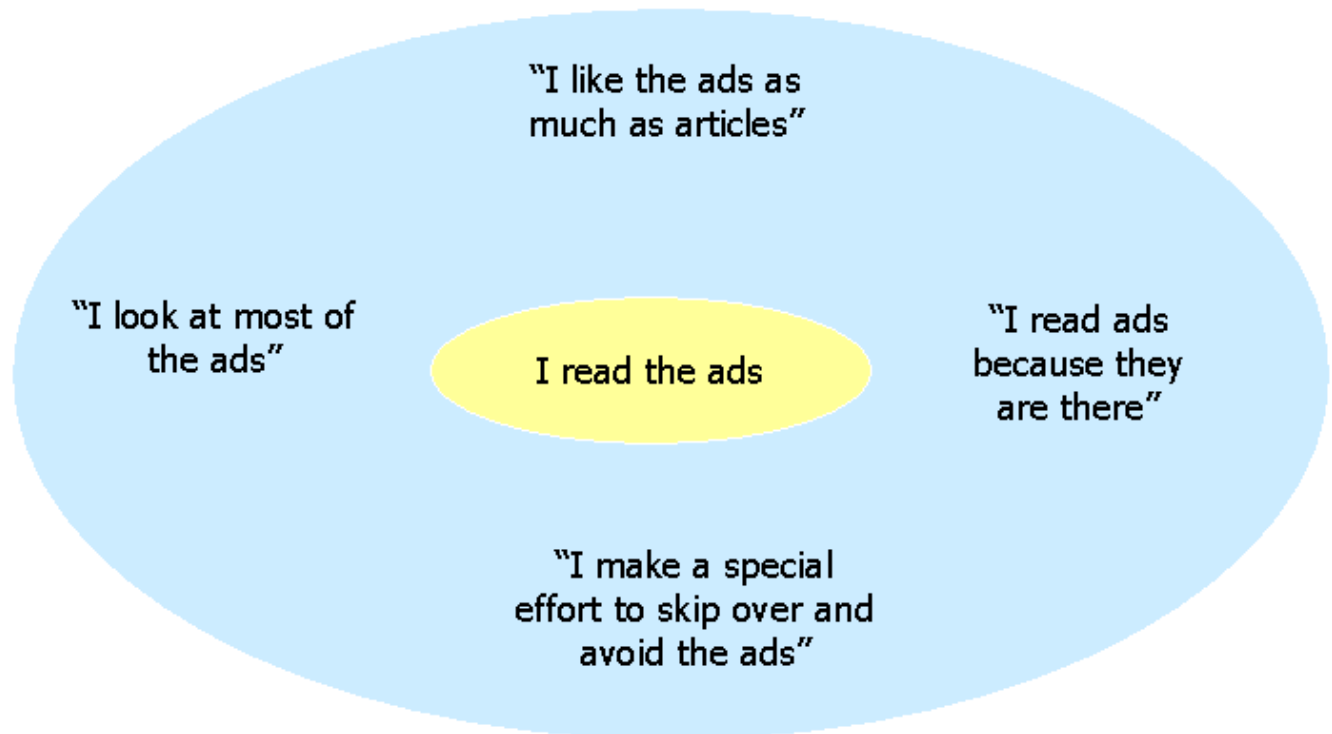 “I like the ads as
much as articles”
“I look at most of
the ads”
I read the ads
“I read ads
because they
are there”
“I make a special
effort to skip over and
avoid the ads”